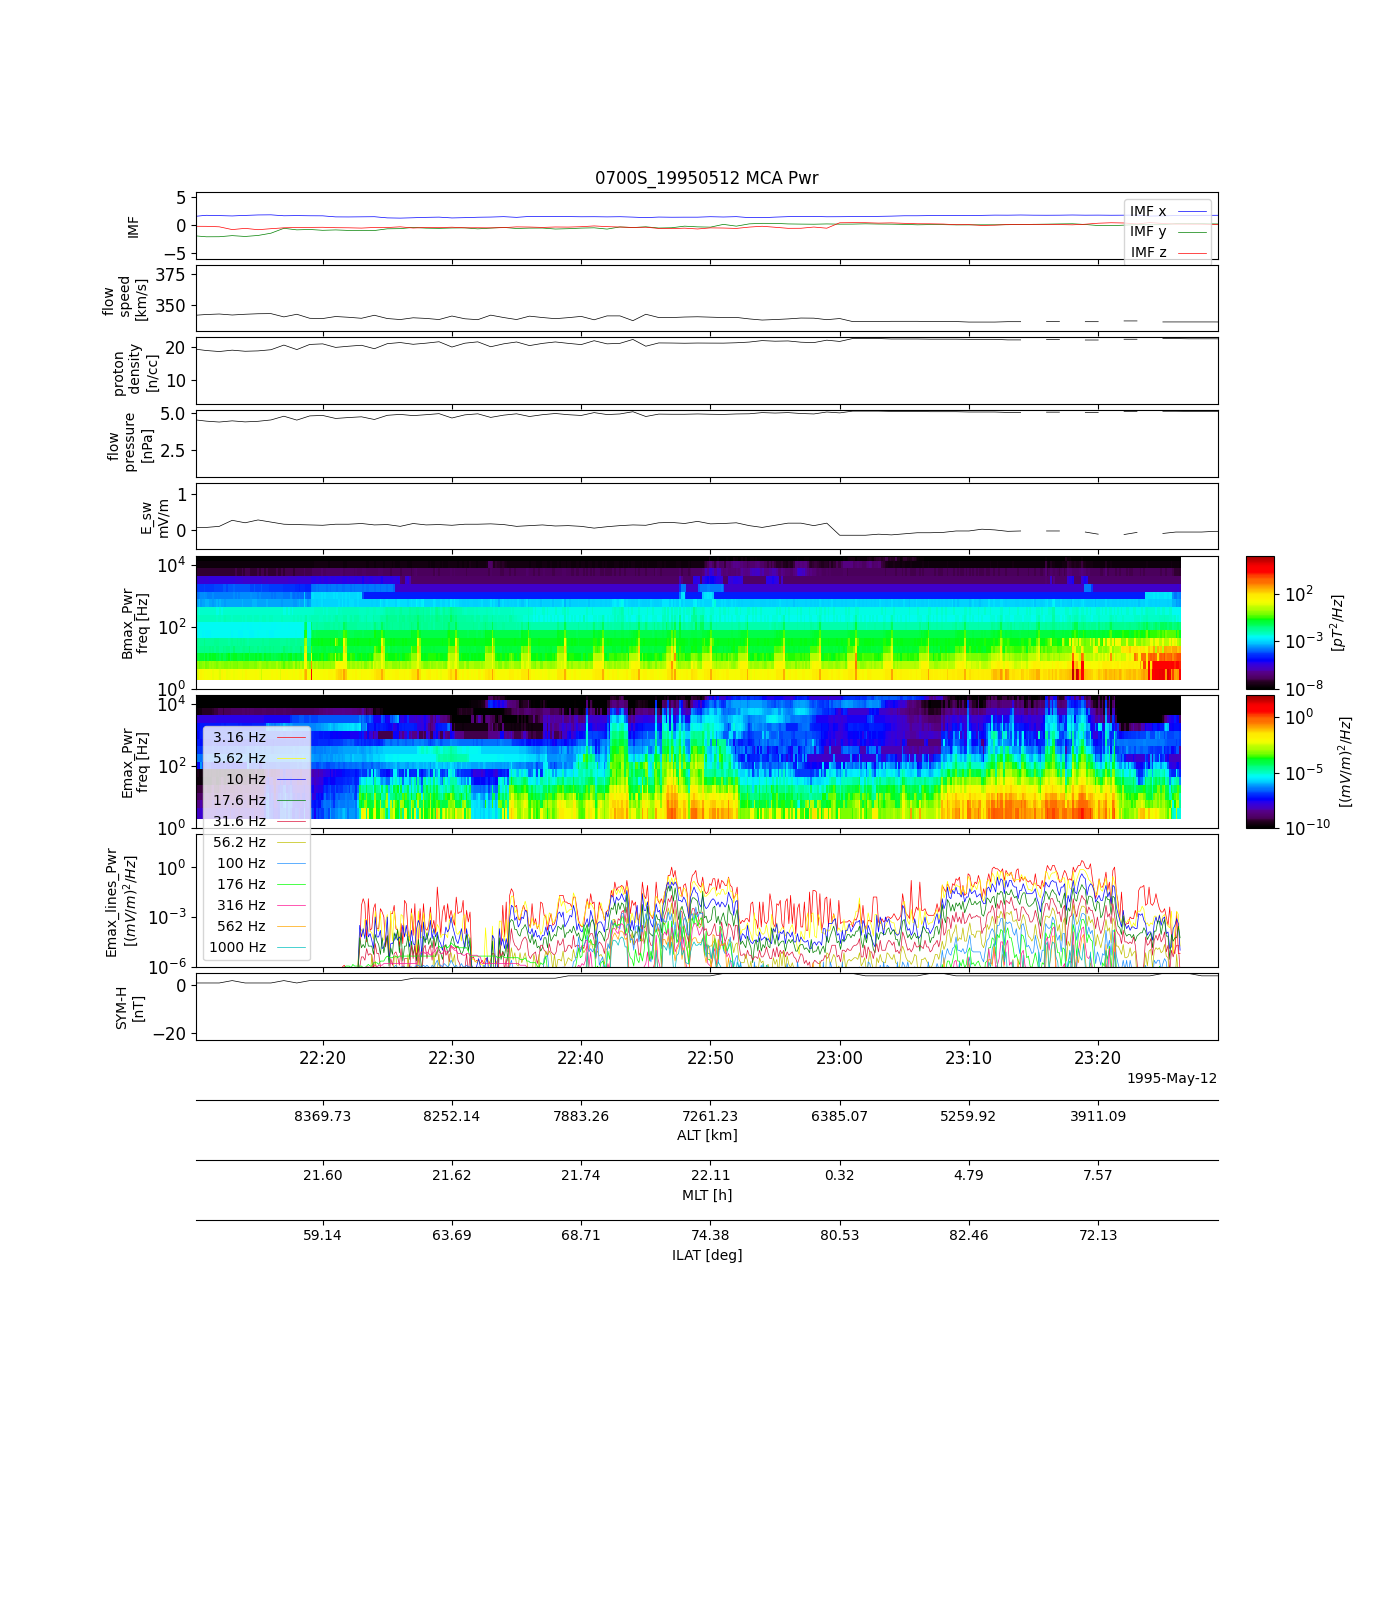 0700S_19950512 MCA Pwr
5
0
−5
IMF
IMF x
IMF y
IMF z
375
350
flow
speed
[km/s]
20
10
proton
density
[n/cc]
5.0
2.5
flow
pressure
[nPa]
1
0
E_sw
mV/m
10^4
10^2
10^0
Bmax_Pwr
freq [Hz]
10^2
10^−3
10^−8
[pT^2/Hz]
10^4
10^2
10^0
Emax_Pwr
freq [Hz]
10^0
10^−5
10^−10
[(mV/m)^2/Hz]
3.16 Hz
5.62 Hz
10 Hz
17.6 Hz
31.6 Hz
56.2 Hz
100 Hz
176 Hz
316 Hz
562 Hz
1000 Hz
10^0
10^−3
10^−6
Emax_lines_Pwr
[(mV/m)^2/Hz]
0
−20
SYM-H
[nT]
22:20 22:30 22:40 22:50 23:00 23:10 23:20
1995-May-12
8369.73 8252.14 7883.26 7261.23 6385.07 5259.92 3911.09
ALT [km]
21.60 21.62 21.74 22.11 0.32 4.79 7.57
MLT [h]
59.14 63.69 68.71 74.38 80.53 82.46 72.13
ILAT [deg]